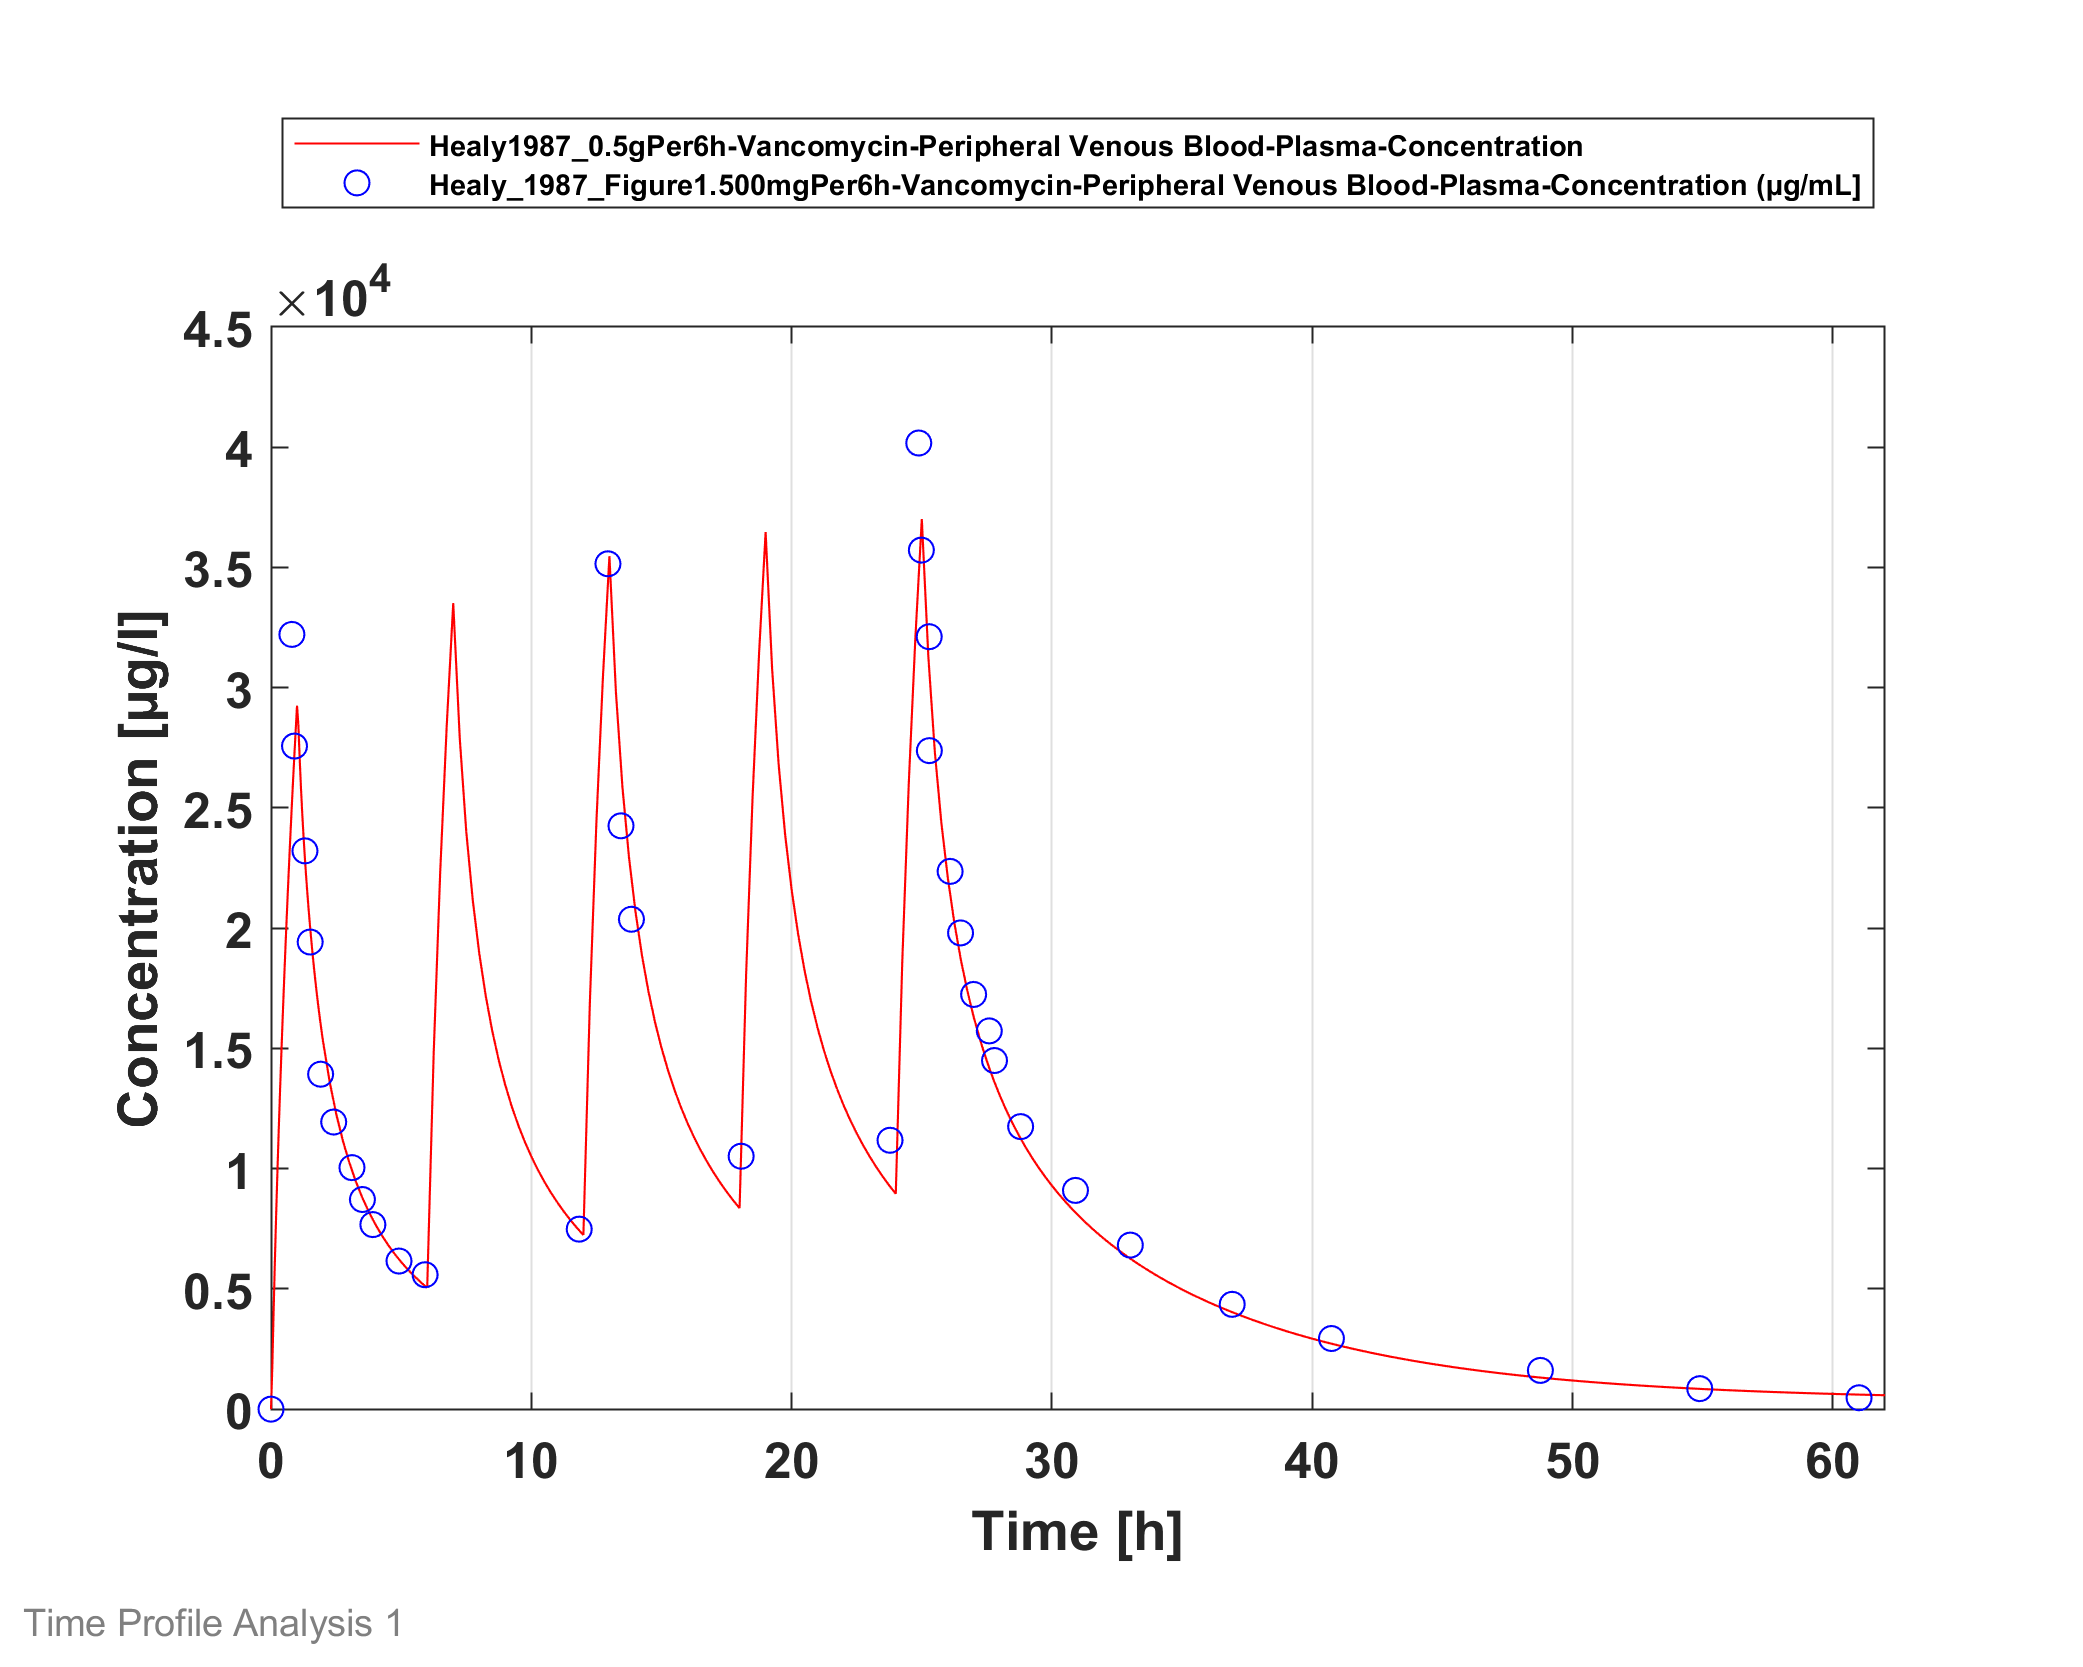 Healy1987_0.5gPer6h-Vancomycin-Peripheral Venous Blood-Plasma-Concentration
Healy_1987_Figure1.500mgPer6h-Vancomycin-Peripheral Venous Blood-Plasma-Concentration (µg/mL]
×10⁴
4.5
4
3.5
3
2.5
2
1.5
1
0.5
0
Concentration [µg/l]
0 10 20 30 40 50 60
Time [h]
Time Profile Analysis 1